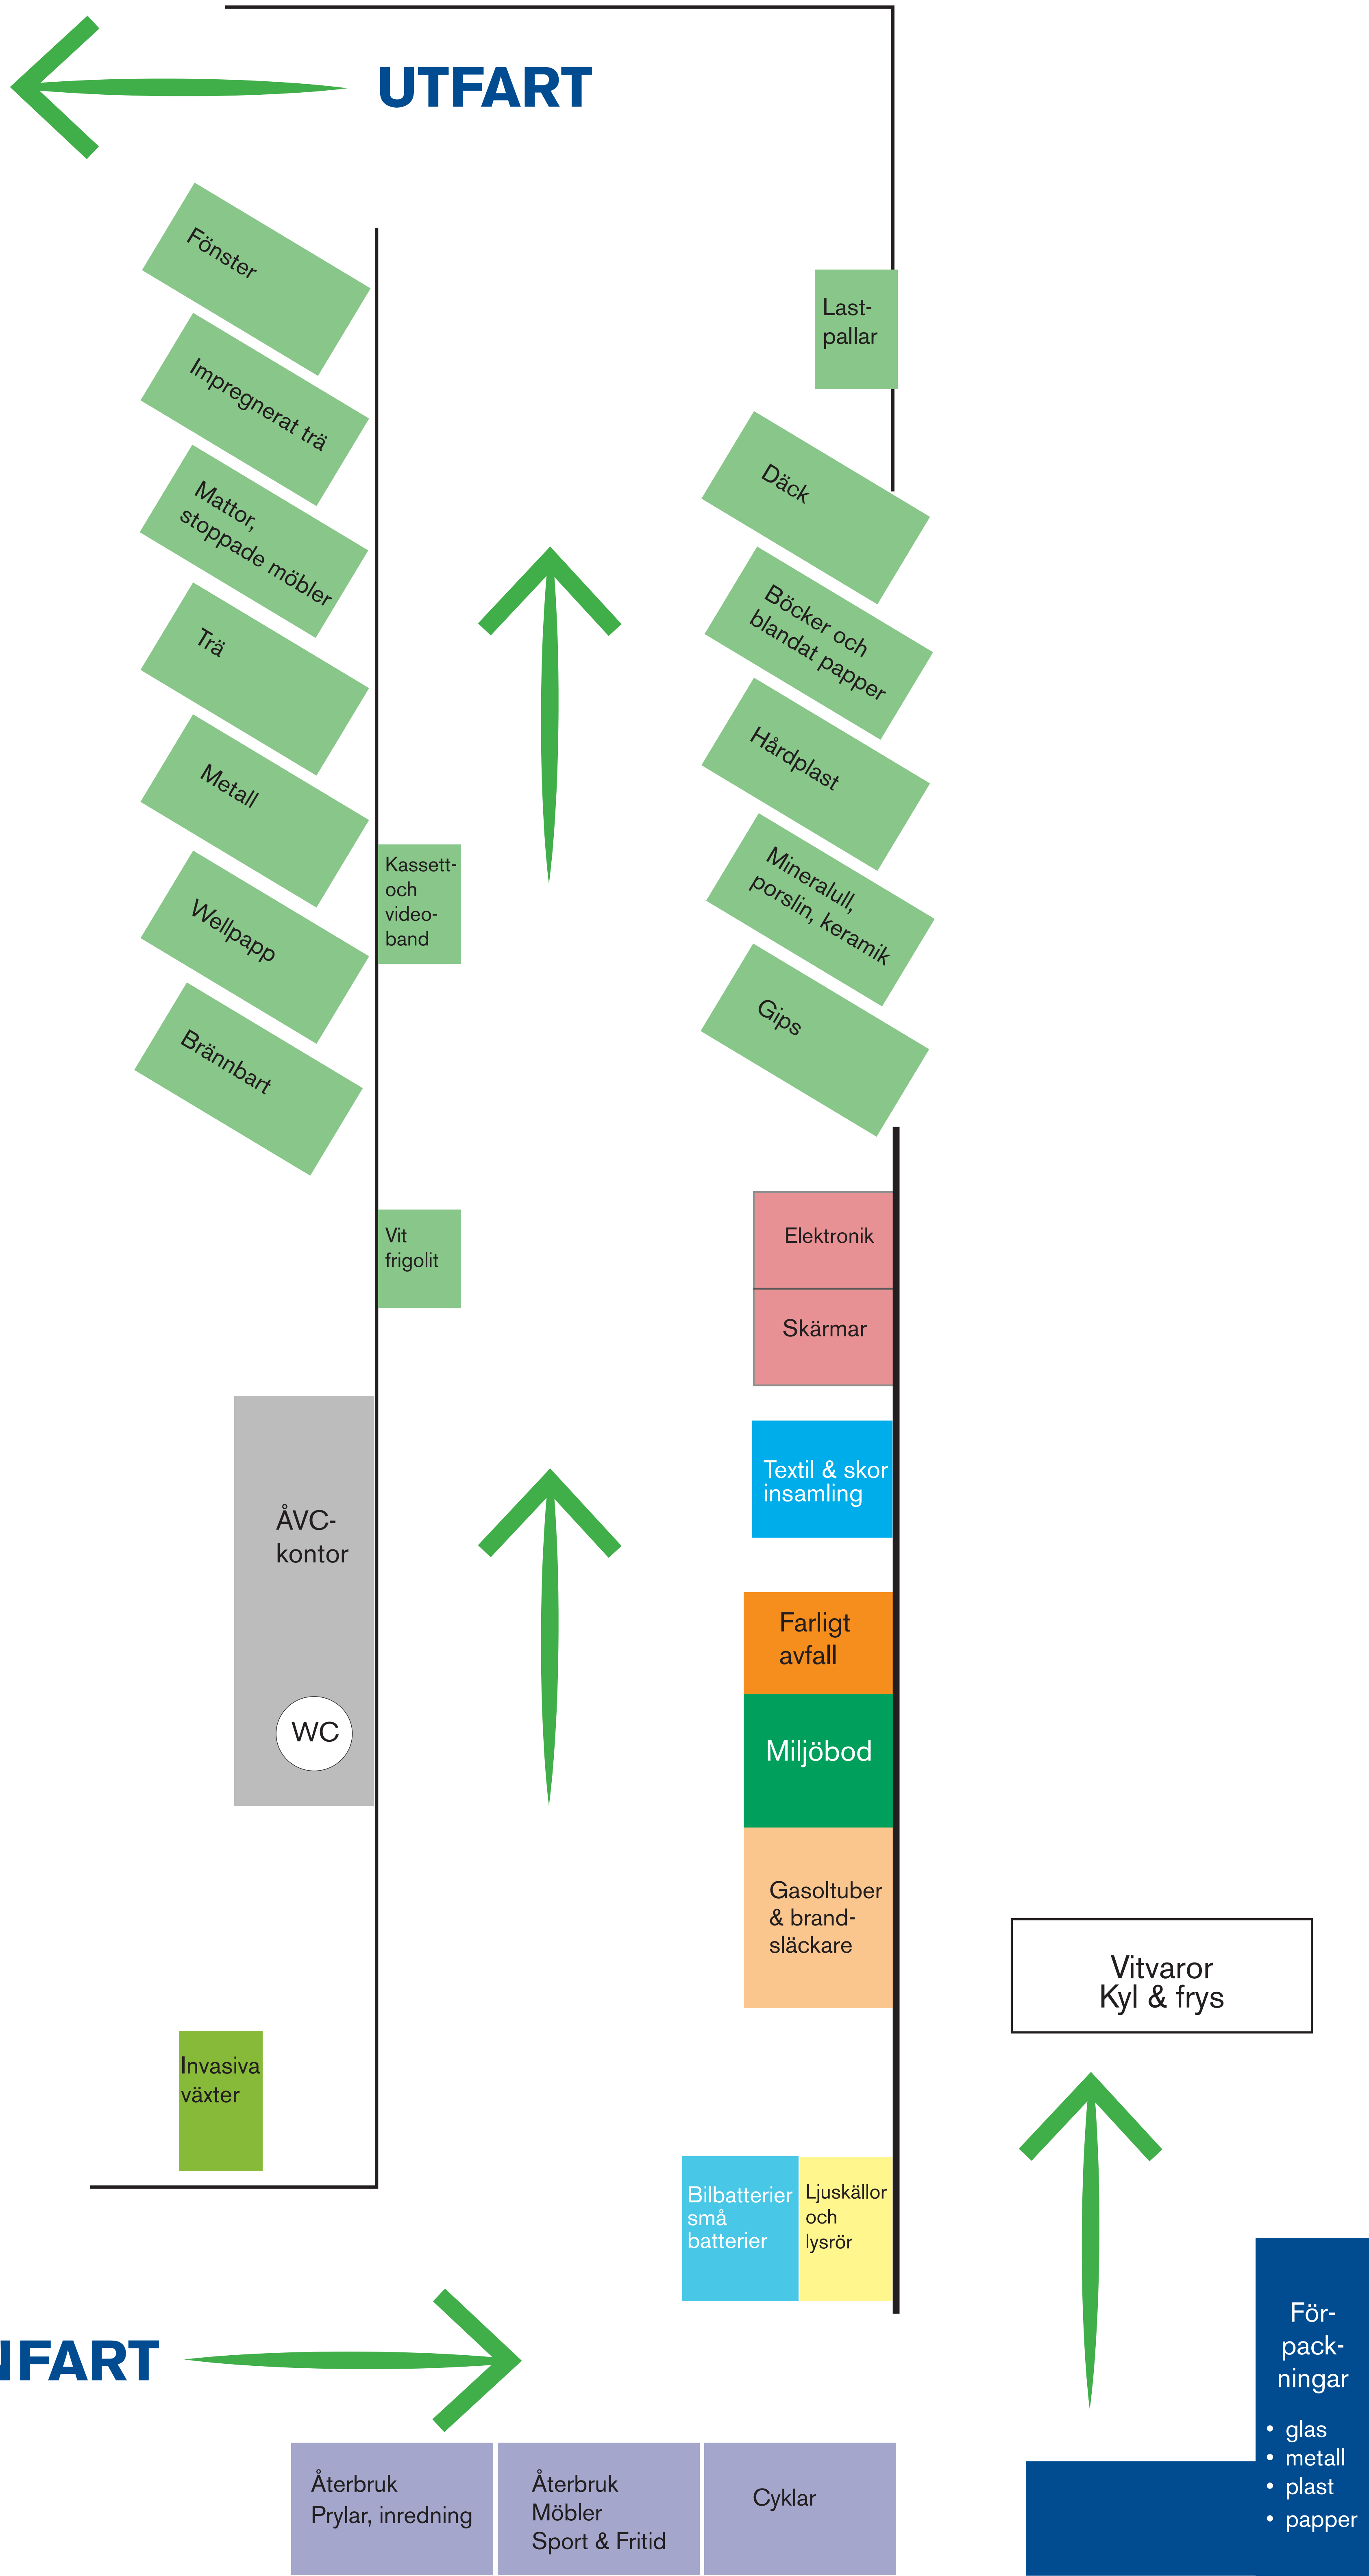 UTFART
Fönster
Impregnerat trä
Mattor,
stoppade möbler
Trä
Metall
Wellpapp
Brännbart
Kassett-
och
video-
band
Vit
frigolit
Last-
pallar
Däck
Böcker och
blandat papper
Hårdplast
Mineralull,
porslin, keramik
Gips
Elektronik
Skärmar
Textil & skor
insamling
ÅVC-
kontor
WC
Farligt
avfall
Miljöbod
Gasoltuber
& brand-
släckare
Vitvaror
Kyl & frys
Invasiva
växter
Bilbatterier
små
batterier
Ljuskällor
och
lysrör
NFART
För-
pack-
ningar
• glas
• metall
• plast
• papper
Återbruk
Prylar, inredning
Återbruk
Möbler
Sport & Fritid
Cyklar